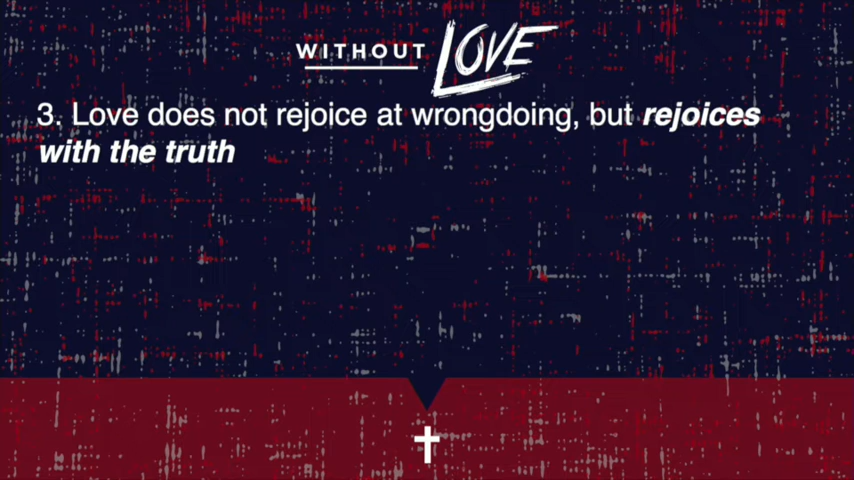 WITHOUT LOVE
3. Love does not rejoice at wrongdoing, but rejoices
with the truth